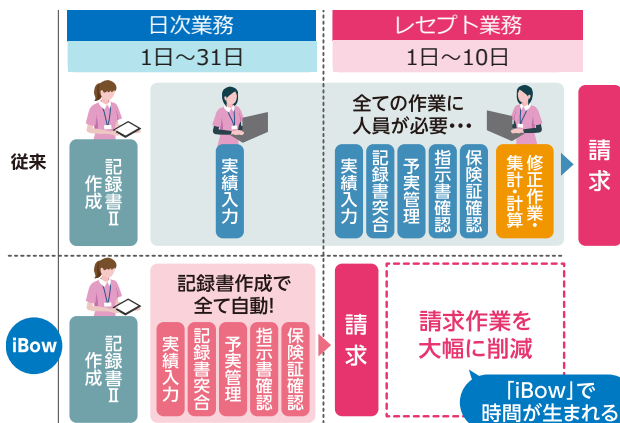 日次業務
1日〜31日
レセプト業務
1日〜10日
従来
記録書Ⅱ
作成
実績入力
全ての作業に
人員が必要・・・
実績入力
記録書突合
予実管理
指示書確認
保険証確認
修正作業・
集計・計算
請求
iBow
記録書Ⅱ
作成
記録書作成で
全て自動!
実績入力
記録書突合
予実管理
指示書確認
保険証確認
請求
請求作業を
大幅に削減
「iBow」で
時間が生まれる